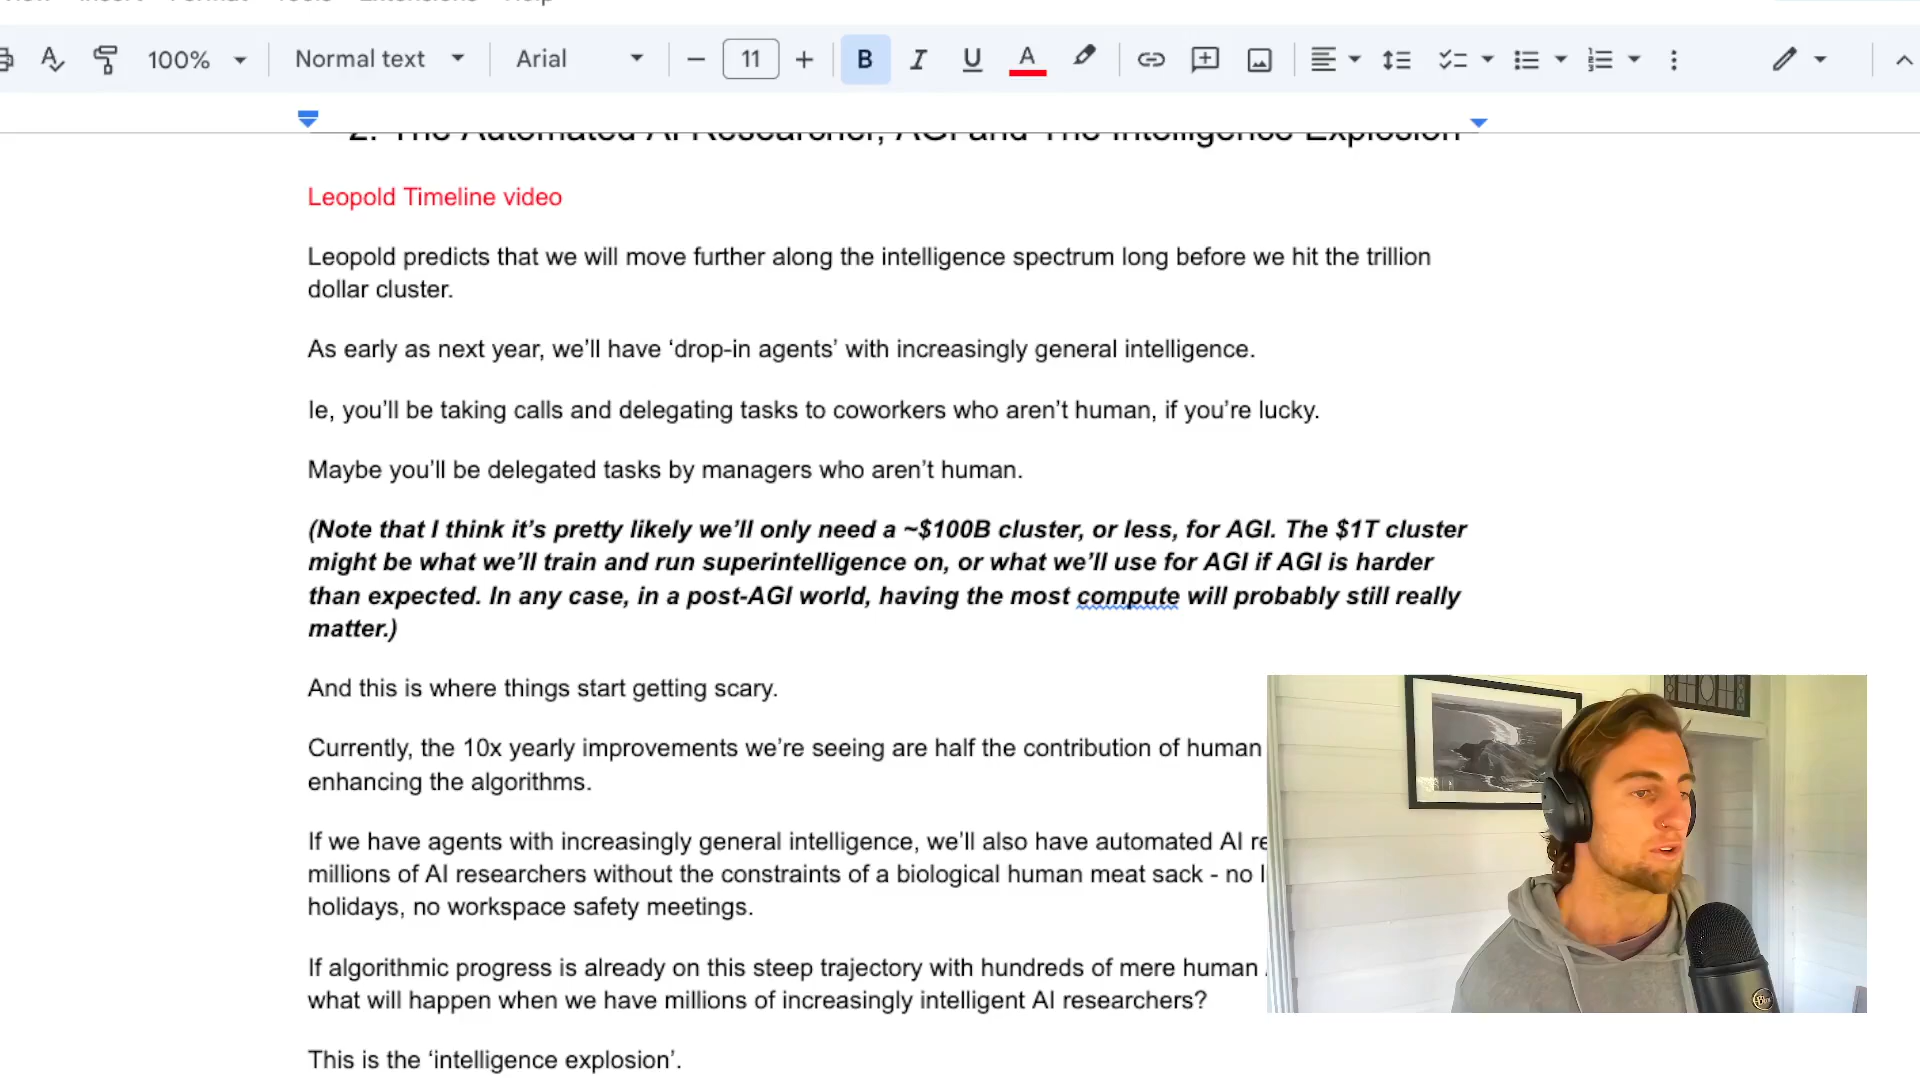 100%
Normal text
Arial
11
B
I
U
A
2. The Automated AI Researcher, AGI and The Intelligence Explosion
Leopold Timeline video
Leopold predicts that we will move further along the intelligence spectrum long before we hit the trillion
dollar cluster.
As early as next year, we’ll have ‘drop-in agents’ with increasingly general intelligence.
Ie, you’ll be taking calls and delegating tasks to coworkers who aren’t human, if you’re lucky.
Maybe you’ll be delegated tasks by managers who aren’t human.
(Note that I think it’s pretty likely we’ll only need a ~$100B cluster, or less, for AGI. The $1T cluster
might be what we’ll train and run superintelligence on, or what we’ll use for AGI if AGI is harder
than expected. In any case, in a post-AGI world, having the most compute will probably still really
matter.)
And this is where things start getting scary.
Currently, the 10x yearly improvements we’re seeing are half the contribution of human
enhancing the algorithms.
If we have agents with increasingly general intelligence, we’ll also have automated AI
millions of AI researchers without the constraints of a biological human meat sack - no
holidays, no workspace safety meetings.
If algorithmic progress is already on this steep trajectory with hundreds of mere human
what will happen when we have millions of increasingly intelligent AI researchers?
This is the ‘intelligence explosion’.